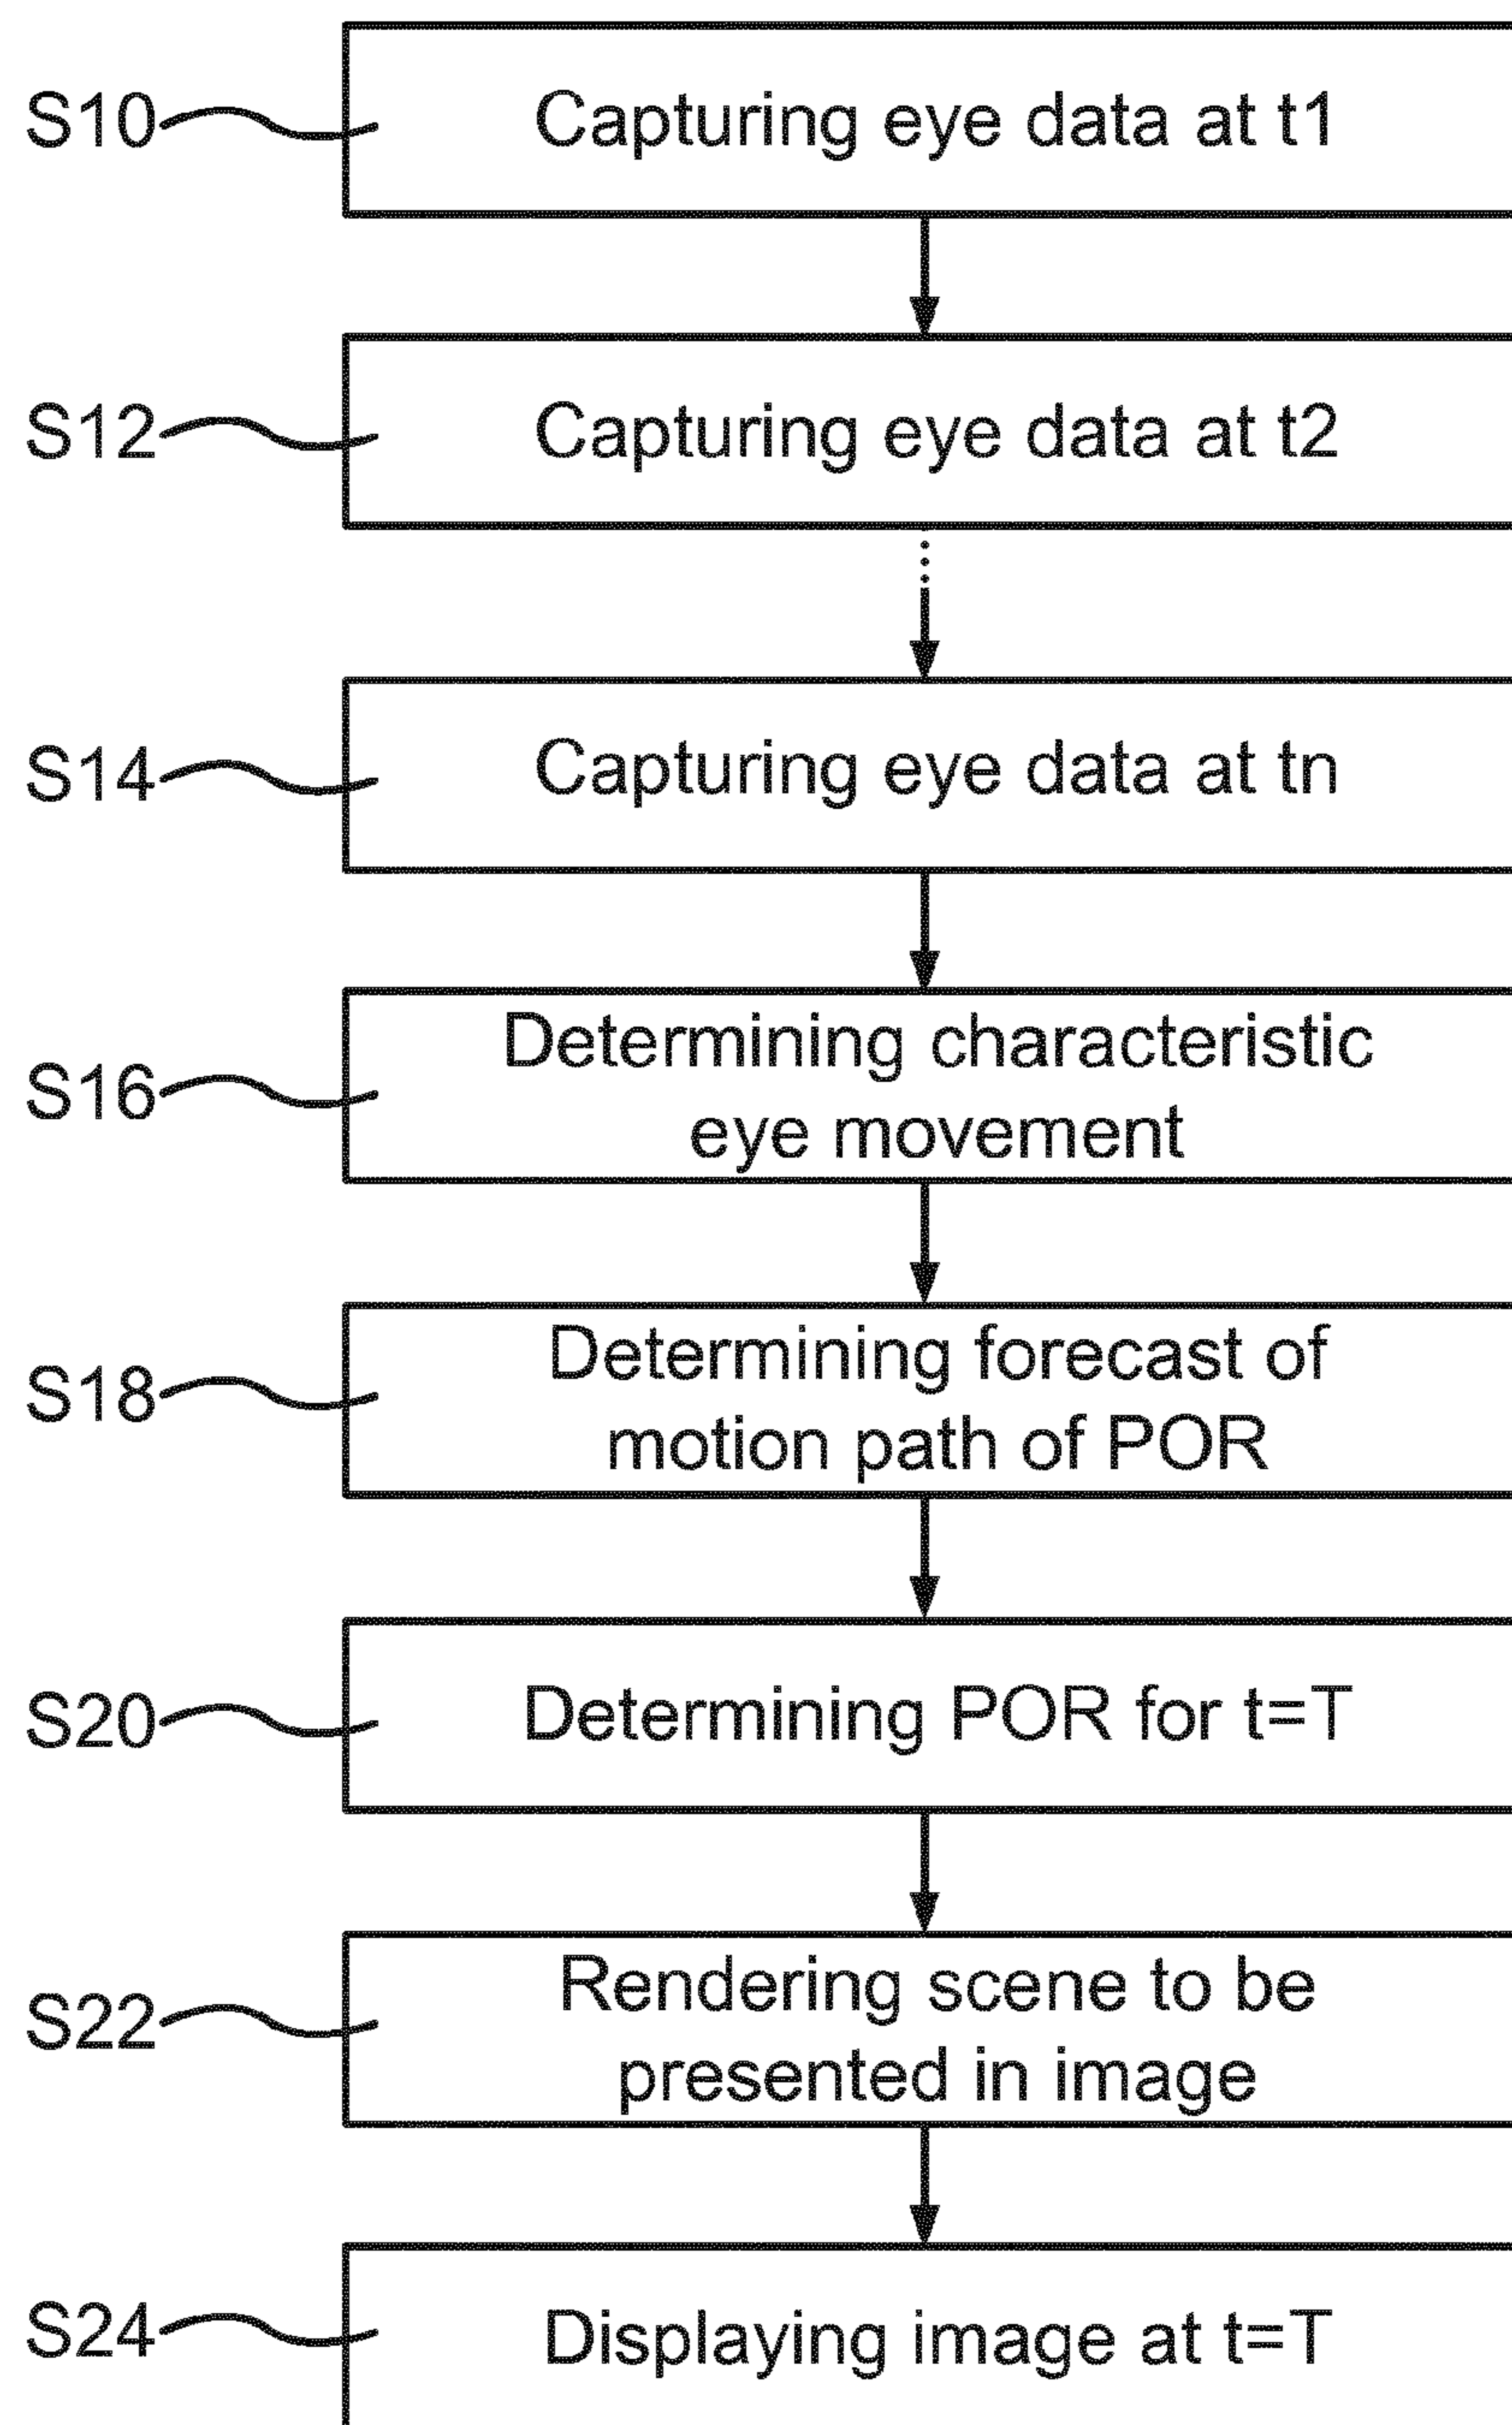 S10
Capturing eye data at t1
S12
Capturing eye data at t2
S14
Capturing eye data at tn
S16
Determining characteristic
eye movement
S18
Determining forecast of
motion path of POR
S20
Determining POR for t=T
S22
Rendering scene to be
presented in image
S24
Displaying image at t=T